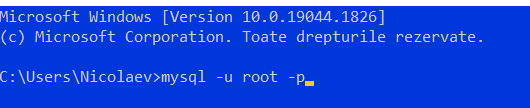 Microsoft Windows [Version 10.0.19044.1826]
(c) Microsoft Corporation. Toate drepturile rezervate.
C:\Users\Nicolaev>mysql -u root -p